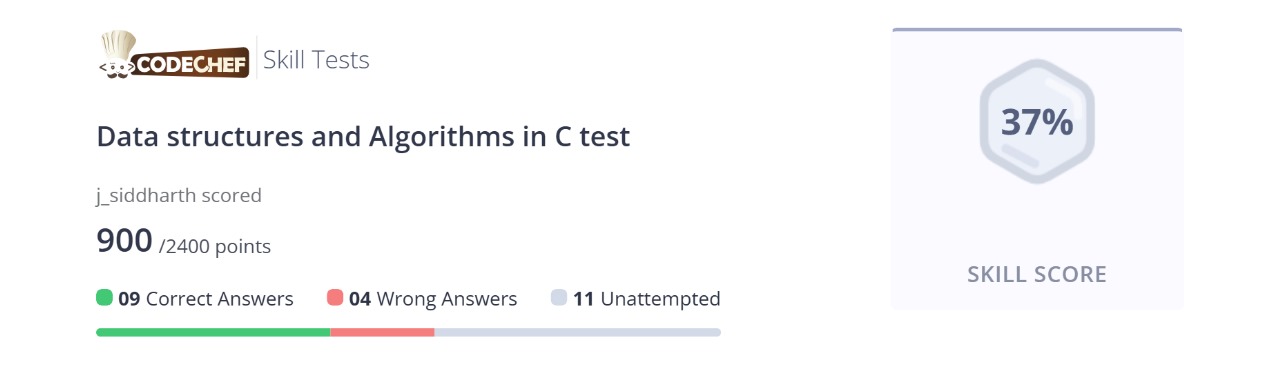 CODECHEF Skill Tests
Data structures and Algorithms in C test
j_siddharth scored
900 /2400 points
09 Correct Answers 04 Wrong Answers 11 Unattempted
37%
SKILL SCORE